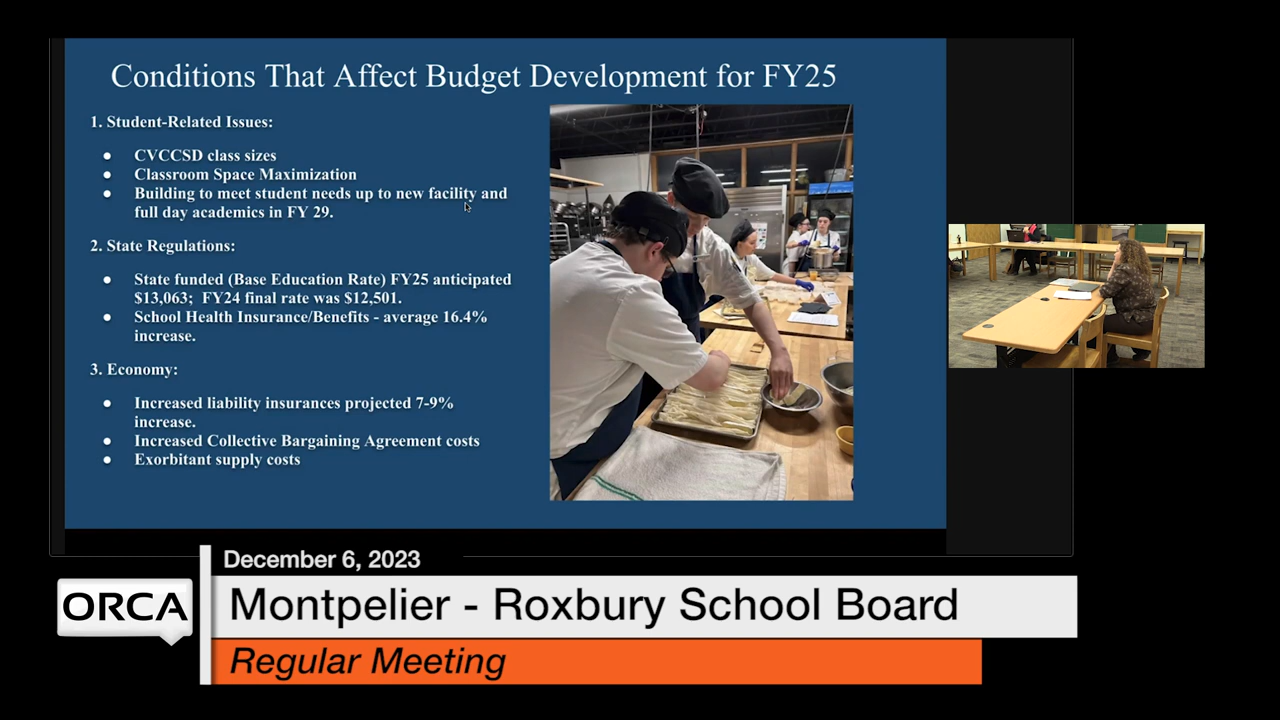 Conditions That Affect Budget Development for FY25
1. Student-Related Issues:
● CVCCSD class sizes
● Classroom Space Maximization
● Building to meet student needs up to new facility and
full day academics in FY 29.
2. State Regulations:
● State funded (Base Education Rate) FY25 anticipated
$13,063; FY24 final rate was $12,501.
● School Health Insurance/Benefits - average 16.4%
increase.
3. Economy:
● Increased liability insurances projected 7-9%
increase.
● Increased Collective Bargaining Agreement costs
● Exorbitant supply costs
December 6, 2023
ORCA
Montpelier - Roxbury School Board
Regular Meeting